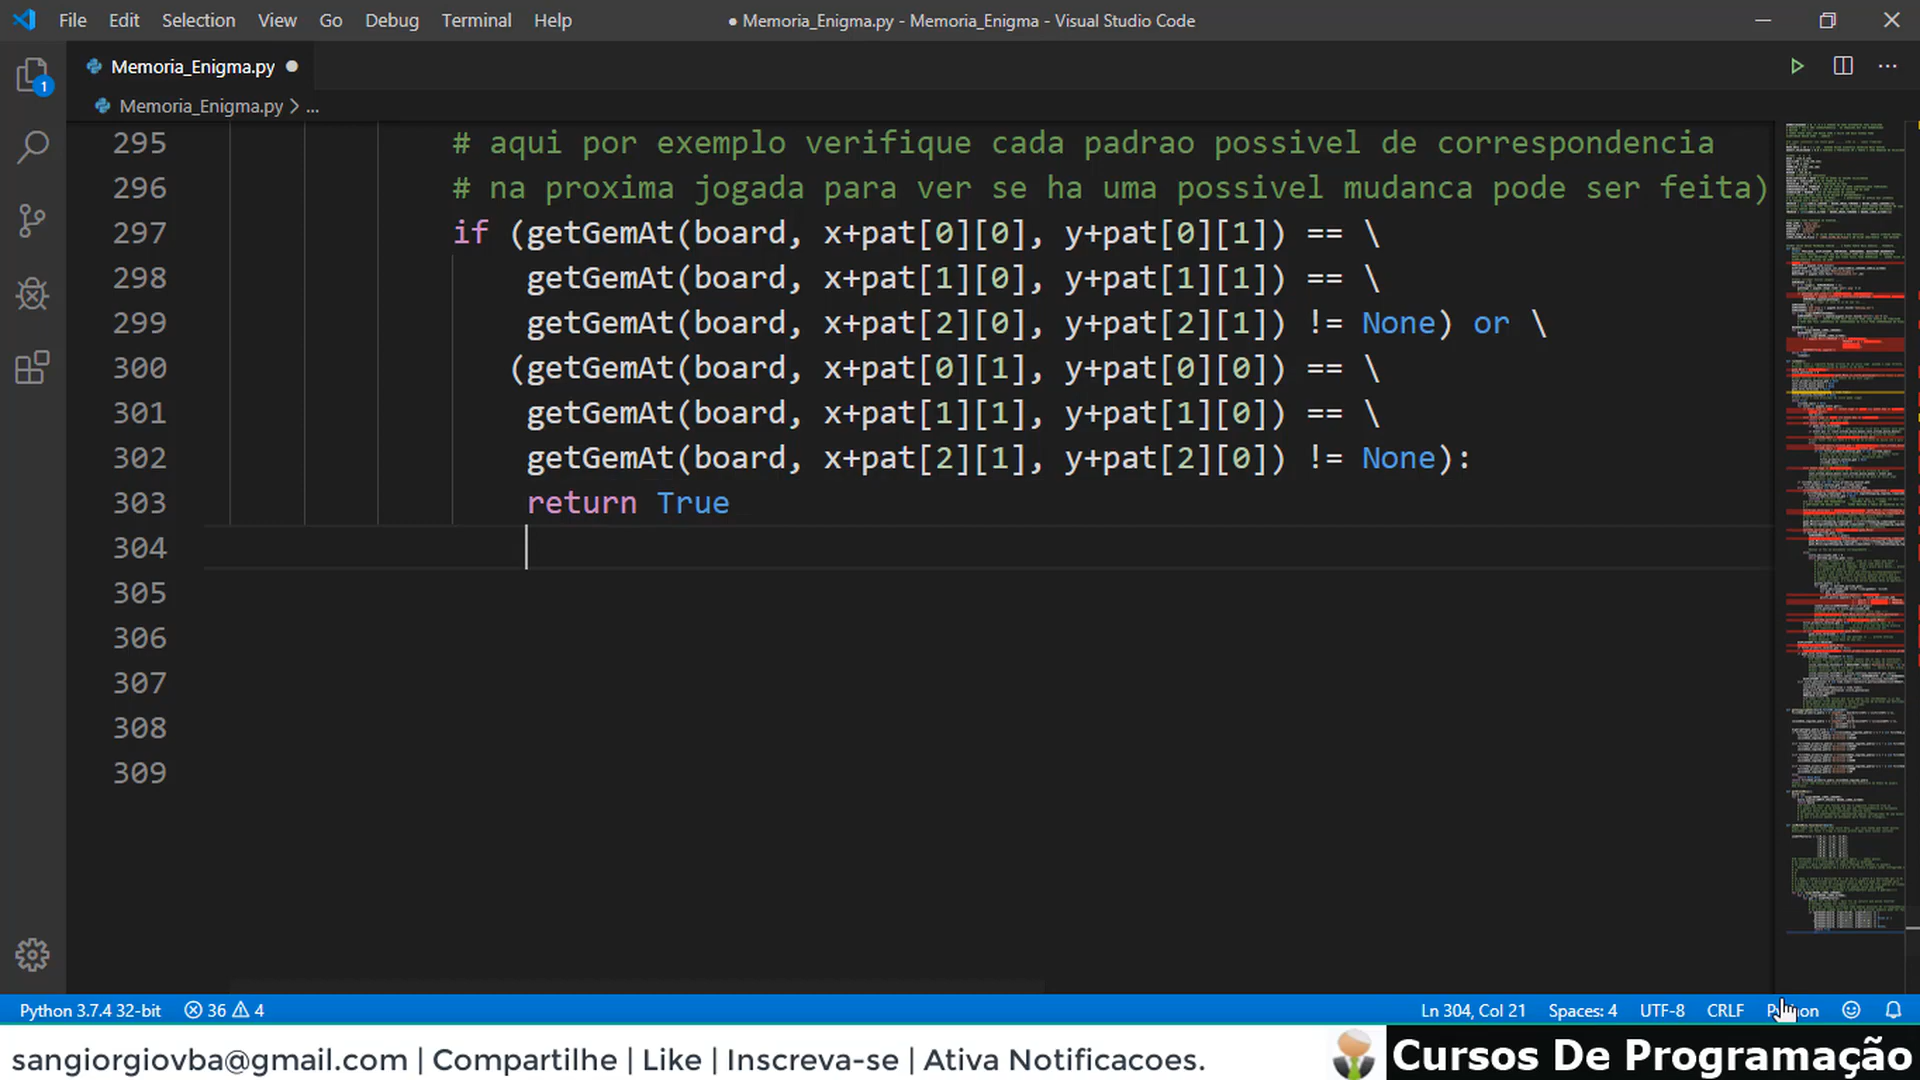 File Edit Selection View Go Debug Terminal Help
● Memoria_Enigma.py - Memoria_Enigma - Visual Studio Code
Memoria_Enigma.py ●
1
Memoria_Enigma.py > ...
295 # aqui por exemplo verifique cada padrao possivel de correspondencia
296 # na proxima jogada para ver se ha uma possivel mudanca pode ser feita)
297 if (getGemAt(board, x+pat[0][0], y+pat[0][1]) == \
298 getGemAt(board, x+pat[1][0], y+pat[1][1]) == \
299 getGemAt(board, x+pat[2][0], y+pat[2][1]) != None) or \
300 (getGemAt(board, x+pat[0][1], y+pat[0][0]) == \
301 getGemAt(board, x+pat[1][1], y+pat[1][0]) == \
302 getGemAt(board, x+pat[2][1], y+pat[2][0]) != None):
303 return True
304
305
306
307
308
309
Python 3.7.4 32-bit 36 4 Ln 304, Col 21 Spaces: 4 UTF-8 CRLF Python
sangiorgiovba@gmail.com | Compartilhe | Like | Inscreva-se | Ativa Notificacoes.
Cursos De Programação